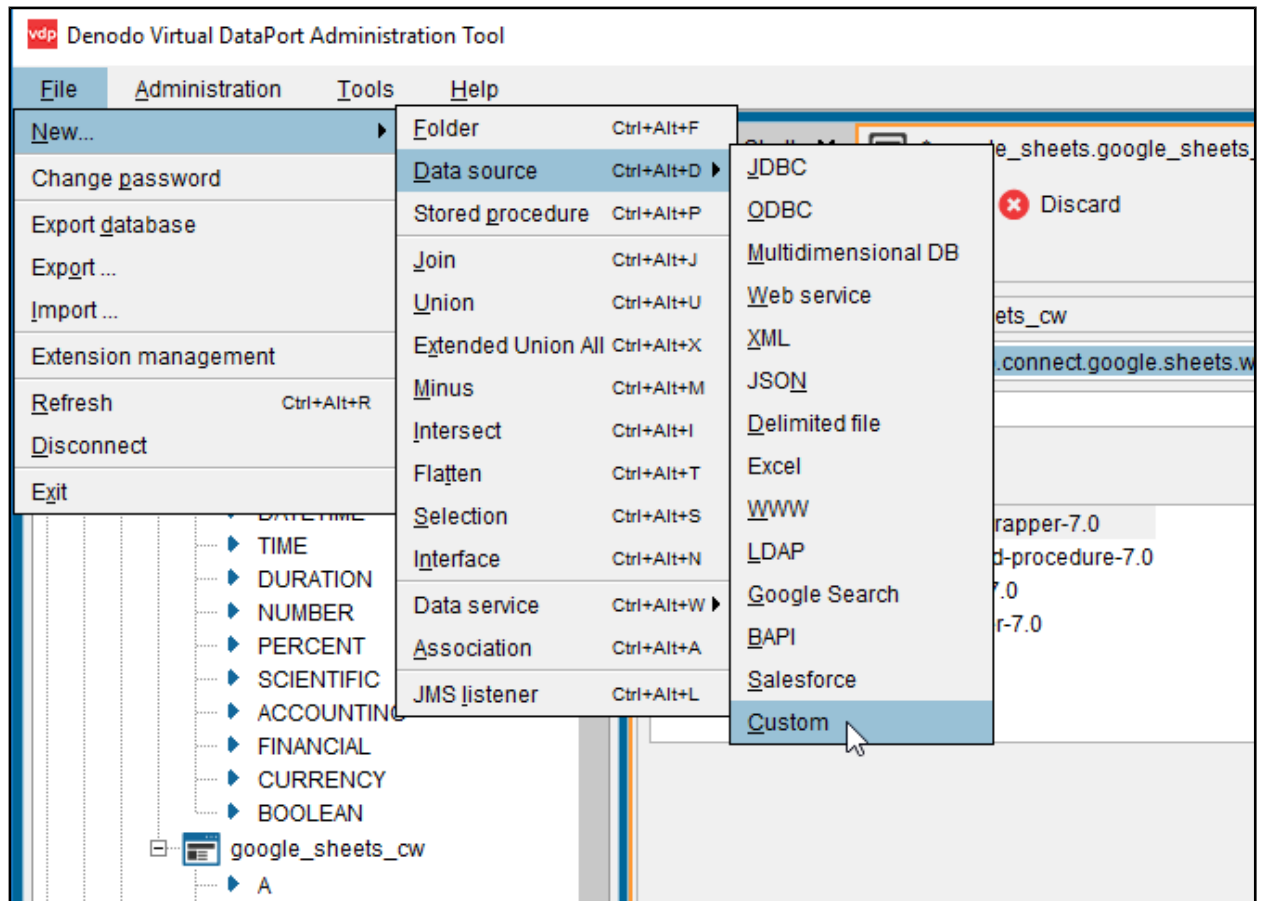 vdp Denodo Virtual DataPort Administration Tool
File Administration Tools Help
New...
Change password
Export database
Export ...
Import ...
Extension management
Refresh Ctrl+Alt+R
Disconnect
Exit
Folder Ctrl+Alt+F
Data source Ctrl+Alt+D
Stored procedure Ctrl+Alt+P
Join Ctrl+Alt+J
Union Ctrl+Alt+U
Extended Union All Ctrl+Alt+X
Minus Ctrl+Alt+M
Intersect Ctrl+Alt+I
Flatten Ctrl+Alt+T
Selection Ctrl+Alt+S
Interface Ctrl+Alt+N
Data service Ctrl+Alt+W
Association Ctrl+Alt+A
JMS listener Ctrl+Alt+L
JDBC
ODBC
Multidimensional DB
Web service
XML
JSON
Delimited file
Excel
WWW
LDAP
Google Search
BAPI
Salesforce
Custom
le_sheets.google_sheets_
Discard
ets_cw
.connect.google.sheets.w
rapper-7.0
d-procedure-7.0
7.0
r-7.0
DATETIME
TIME
DURATION
NUMBER
PERCENT
SCIENTIFIC
ACCOUNTING
FINANCIAL
CURRENCY
BOOLEAN
google_sheets_cw
A